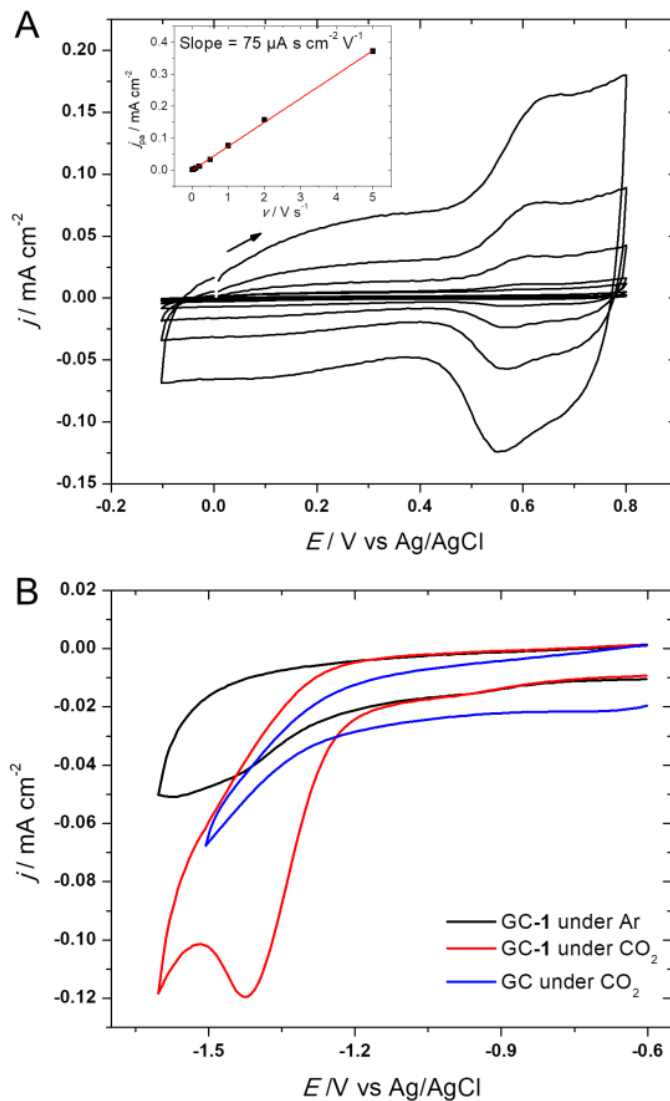 A
Slope = 75 µA s cm⁻² V⁻¹
0.4
0.3
0.2
0.1
0.0
j_pa / mA cm⁻²
0 1 2 3 4 5
ν / V s⁻¹
0.20
0.15
0.10
0.05
0.00
-0.05
-0.10
-0.15
j / mA cm⁻²
-0.2 0.0 0.2 0.4 0.6 0.8
E / V vs Ag/AgCl
B
0.02
0.00
-0.02
-0.04
-0.06
-0.08
-0.10
-0.12
j / mA cm⁻²
GC-1 under Ar
GC-1 under CO₂
GC under CO₂
-1.5 -1.2 -0.9 -0.6
E /V vs Ag/AgCl